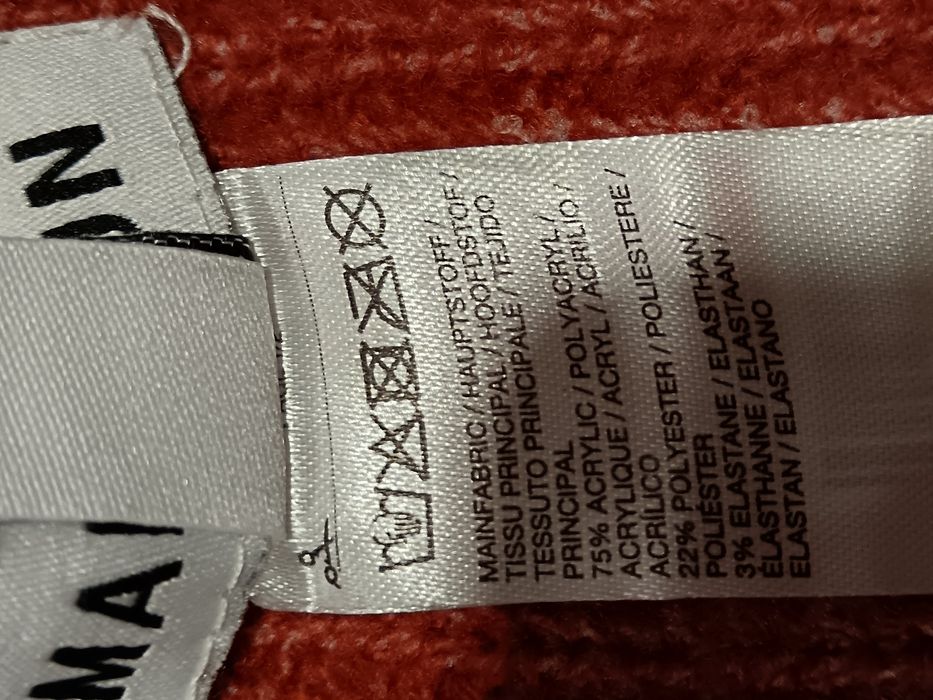 MAINFABRIC / HAUPTSTOFF /
TISSU PRINCIPAL / HOOFDSTOF /
TESSUTO PRINCIPALE / TEJIDO
PRINCIPAL
75% ACRYLIC / POLYACRYL /
ACRYLIQUE / ACRYL / ACRILIO /
ACRILICO
22% POLYESTER / POLIESTERE /
POLIÉSTER
3% ELASTANE / ELASTHAN /
ÉLASTHANNE / ELASTAAN /
ELASTAN / ELASTANO